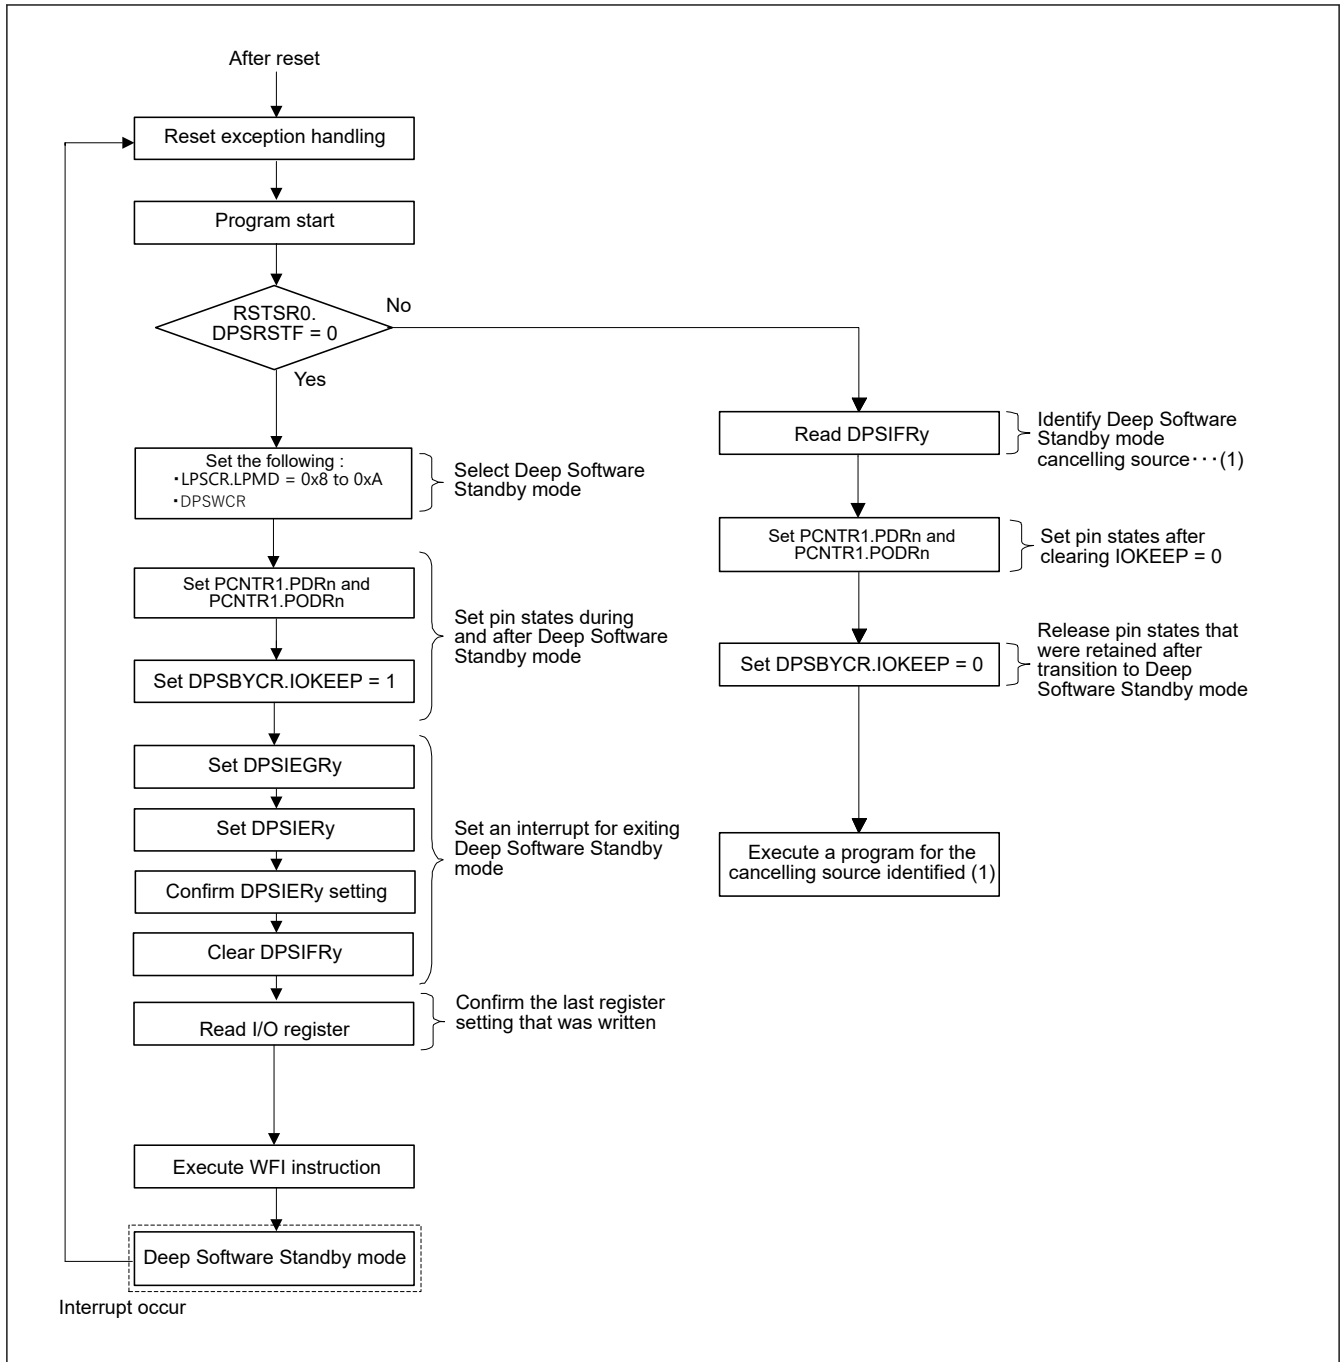 After reset
Reset exception handling
Program start
RSTSR0.
DPSRSTF = 0
No
Yes
Set the following :
・LPSCR.LPMD = 0x8 to 0xA
・DPSWCR
Select Deep Software
Standby mode
Set PCNTR1.PDRn and
PCNTR1.PODRn
Set DPSBYCR.IOKEEP = 1
Set pin states during
and after Deep Software
Standby mode
Set DPSIEGRy
Set DPSIERy
Confirm DPSIERy setting
Clear DPSIFRy
Set an interrupt for exiting
Deep Software Standby
mode
Read I/O register
Confirm the last register
setting that was written
Execute WFI instruction
Deep Software Standby mode
Interrupt occur
Read DPSIFRy
Identify Deep Software
Standby mode
cancelling source･･･(1)
Set PCNTR1.PDRn and
PCNTR1.PODRn
Set pin states after
clearing IOKEEP = 0
Set DPSBYCR.IOKEEP = 0
Release pin states that
were retained after
transition to Deep
Software Standby mode
Execute a program for the
cancelling source identified (1)